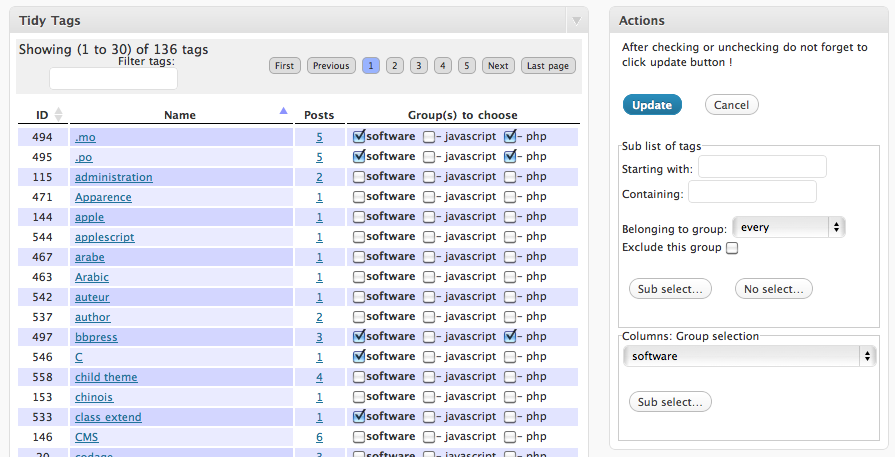 Tidy Tags
Showing (1 to 30) of 136 tags
Filter tags:
First Previous 1 2 3 4 5 Next Last page
ID Name Posts Group(s) to choose
494 .mo 5 software - javascript - php
495 .po 5 software - javascript - php
115 administration 2 software - javascript - php
471 Apparence 1 software - javascript - php
144 apple 1 software - javascript - php
544 applescript 1 software - javascript - php
467 arabe 1 software - javascript - php
463 Arabic 1 software - javascript - php
542 auteur 1 software - javascript - php
537 author 2 software - javascript - php
497 bbpress 3 software - javascript - php
546 C 1 software - javascript - php
558 child theme 4 software - javascript - php
153 chinois 1 software - javascript - php
533 class extend 1 software - javascript - php
146 CMS 6 software - javascript - php
20 codage 3 software - javascript - php
Actions
After checking or unchecking do not forget to
click update button !
Update Cancel
Sub list of tags
Starting with:
Containing:
Belonging to group: every
Exclude this group
Sub select... No select...
Columns: Group selection
software
Sub select...